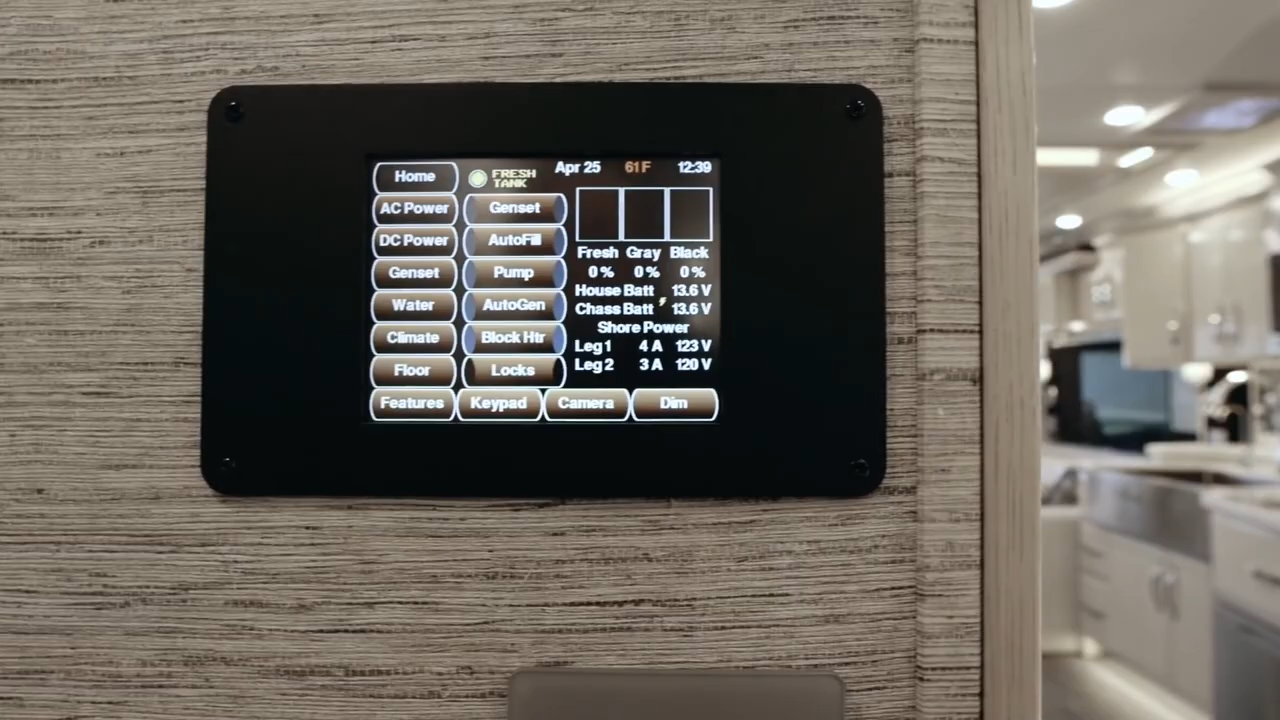 Home
AC Power
DC Power
Genset
Water
Climate
Floor
Features
FRESH
TANK
Genset
AutoFill
Pump
AutoGen
Block Htr
Locks
Keypad
Camera
Dim
Apr 25 61F 12:39
Fresh Gray Black
0 % 0 % 0 %
House Batt 13.6 V
Chass Batt 13.6 V
Shore Power
Leg 1 4 A 123 V
Leg 2 3 A 120 V